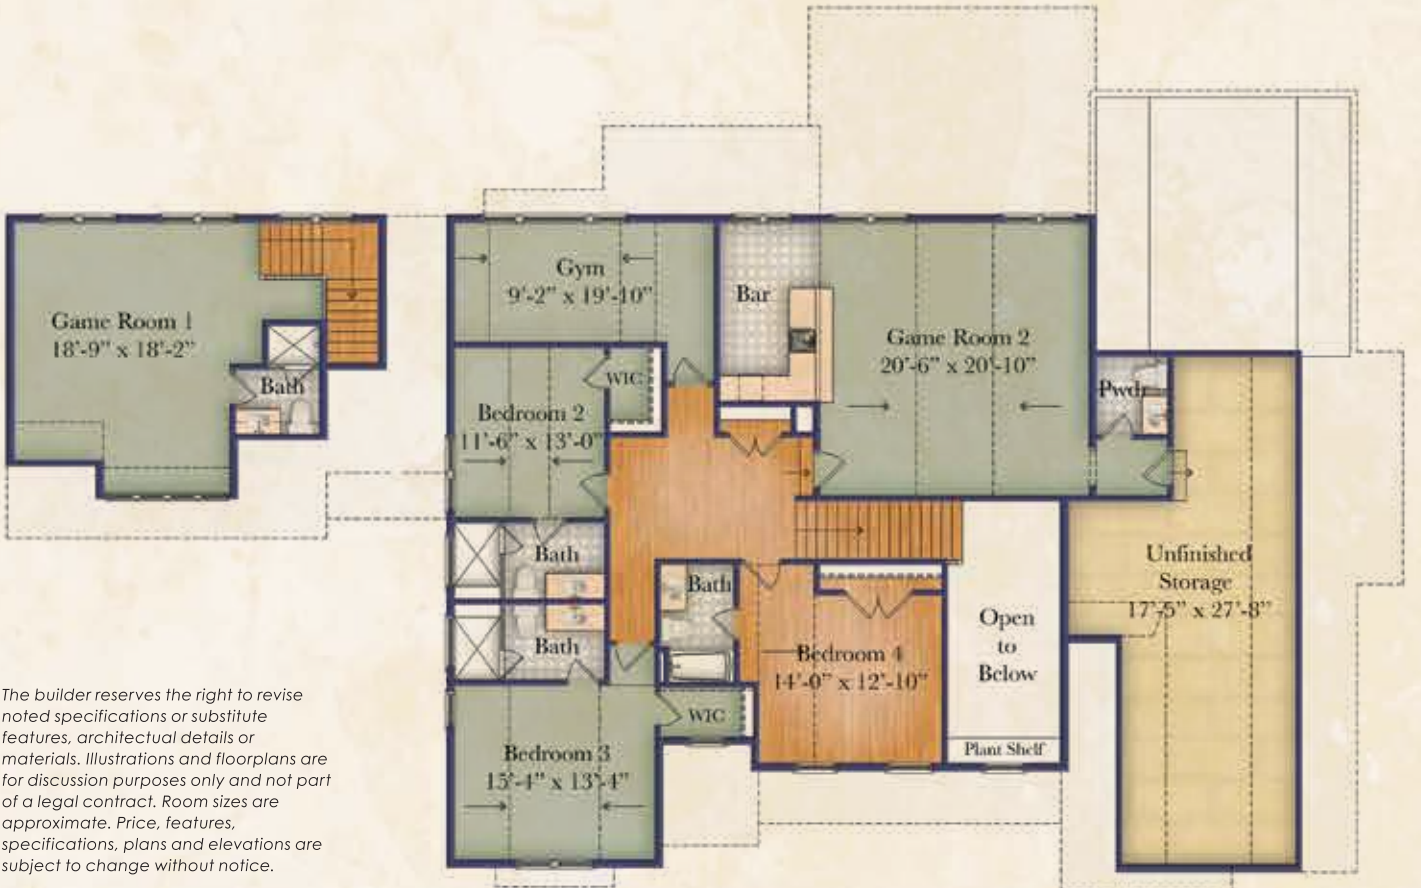 Game Room 1
18'-9" x 18'-2"
Bath
Gym
9'-2" x 19'-10"
Bar
Game Room 2
20'-6" x 20'-10"
Pwdr
WIC
Bedroom 2
11'-6" x 13'-0"
Bath
Bath
Bath
Bedroom 4
14'-0" x 12'-10"
Open
to
Below
Plant Shelf
Unfinished
Storage
17'-5" x 27'-8"
WIC
Bedroom 3
15'-4" x 13'-4"
The builder reserves the right to revise
noted specifications or substitute
features, architectual details or
materials. Illustrations and floorplans are
for discussion purposes only and not part
of a legal contract. Room sizes are
approximate. Price, features,
specifications, plans and elevations are
subject to change without notice.